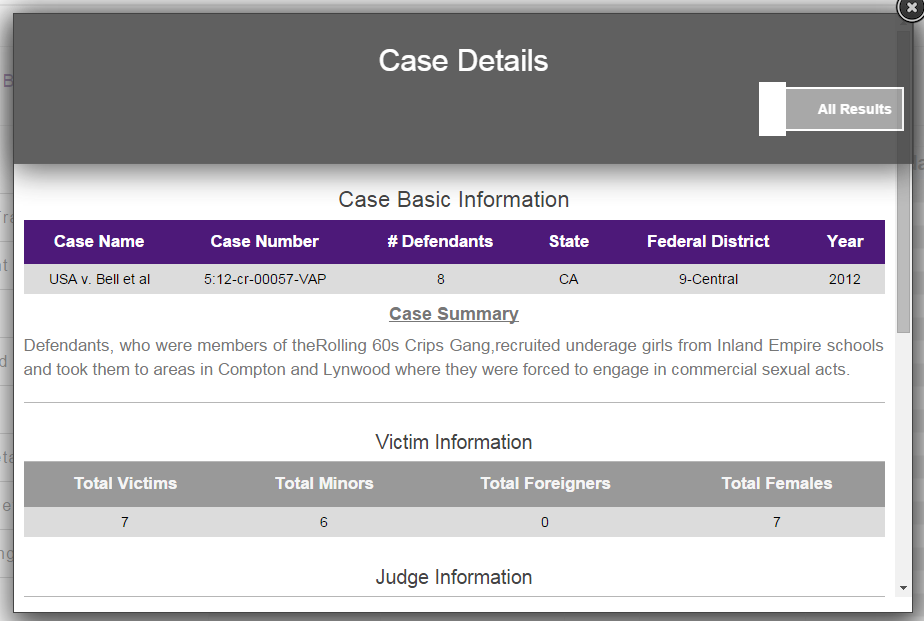 Case Details
All Results
Case Basic Information
Case Name Case Number # Defendants State Federal District Year
USA v. Bell et al 5:12-cr-00057-VAP 8 CA 9-Central 2012
Case Summary
Defendants, who were members of theRolling 60s Crips Gang,recruited underage girls from Inland Empire schools
and took them to areas in Compton and Lynwood where they were forced to engage in commercial sexual acts.
Victim Information
Total Victims Total Minors Total Foreigners Total Females
7 6 0 7
Judge Information